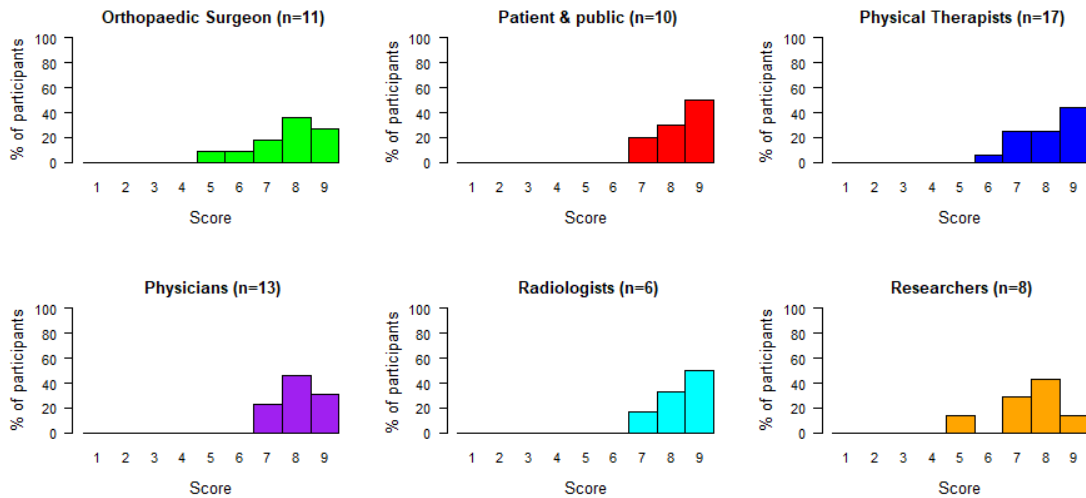 Orthopaedic Surgeon (n=11)
% of participants
100
80
60
40
20
0
1 2 3 4 5 6 7 8 9
Score
Patient & public (n=10)
% of participants
100
80
60
40
20
0
1 2 3 4 5 6 7 8 9
Score
Physical Therapists (n=17)
% of participants
100
80
60
40
20
0
1 2 3 4 5 6 7 8 9
Score
Physicians (n=13)
% of participants
100
80
60
40
20
0
1 2 3 4 5 6 7 8 9
Score
Radiologists (n=6)
% of participants
100
80
60
40
20
0
1 2 3 4 5 6 7 8 9
Score
Researchers (n=8)
% of participants
100
80
60
40
20
0
1 2 3 4 5 6 7 8 9
Score